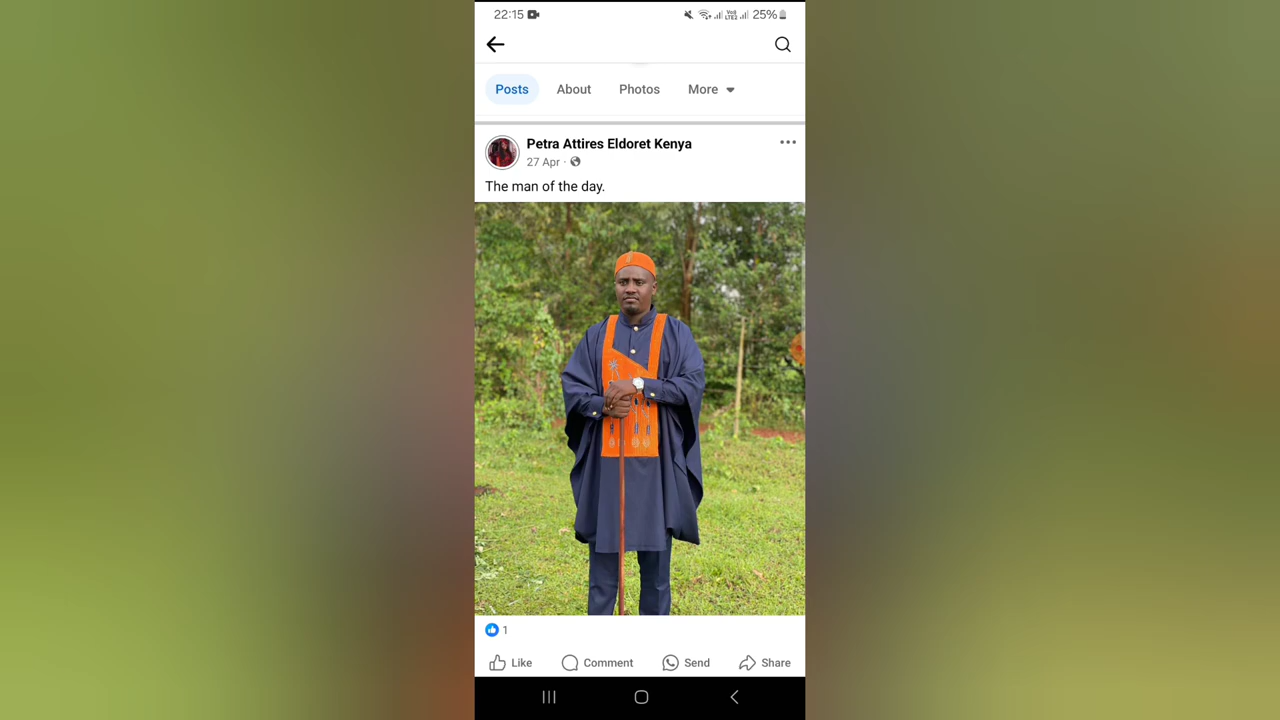 22:15
25%
Posts About Photos More
Petra Attires Eldoret Kenya
27 Apr
The man of the day.
1
Like Comment Send Share